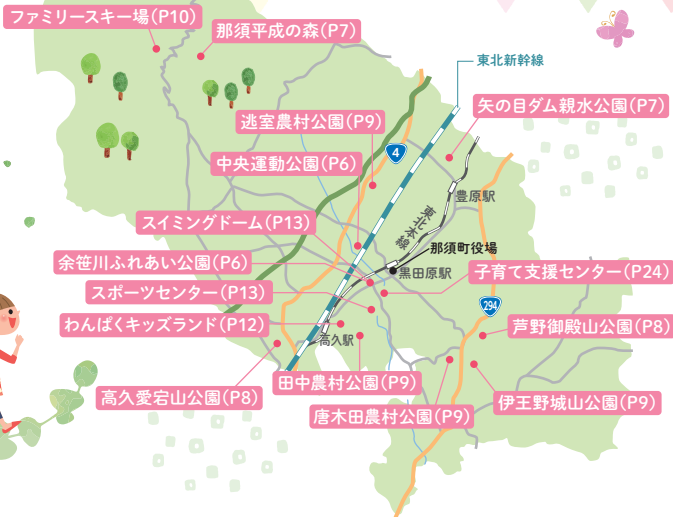 ファミリースキー場(P10)
那須平成の森(P7)
東北新幹線
矢の目ダム親水公園(P7)
逃室農村公園(P9)
4
中央運動公園(P6)
豊原駅
スイミングドーム(P13)
東北本線
那須町役場
余笹川ふれあい公園(P6)
黒田原駅
子育て支援センター(P24)
スポーツセンター(P13)
294
わんぱくキッズランド(P12)
芦野御殿山公園(P8)
高久駅
田中農村公園(P9)
高久愛宕山公園(P8)
伊王野城山公園(P9)
唐木田農村公園(P9)